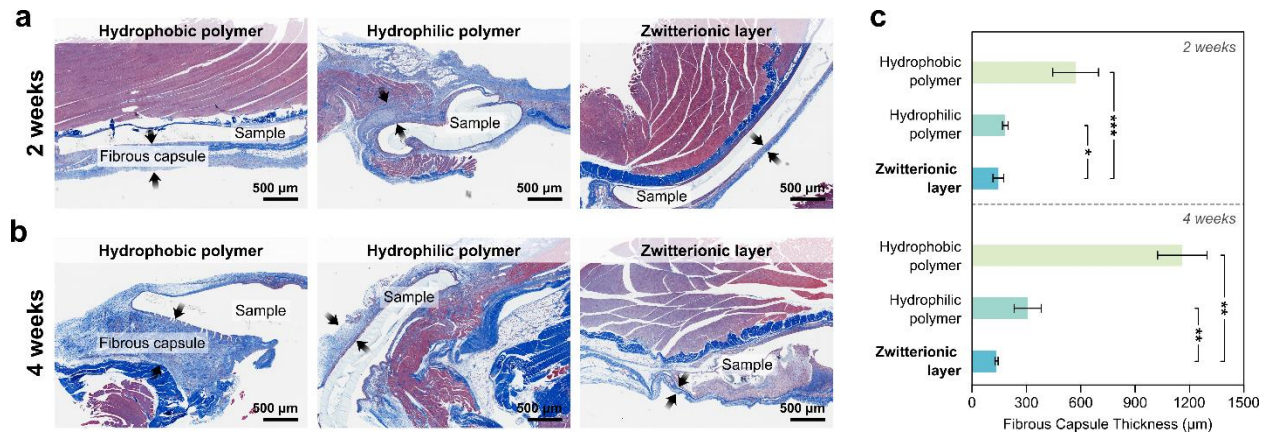 a
2 weeks
Hydrophobic polymer
Sample
Fibrous capsule
500 µm
Hydrophilic polymer
Sample
500 µm
Zwitterionic layer
Sample
500 µm
b
4 weeks
Hydrophobic polymer
Sample
Fibrous capsule
500 µm
Hydrophilic polymer
Sample
500 µm
Zwitterionic layer
Sample
500 µm
c
2 weeks
Hydrophobic
polymer
Hydrophilic
polymer
Zwitterionic
layer
*
***
4 weeks
Hydrophobic
polymer
Hydrophilic
polymer
Zwitterionic
layer
**
**
0 300 600 900 1200 1500
Fibrous Capsule Thickness (µm)